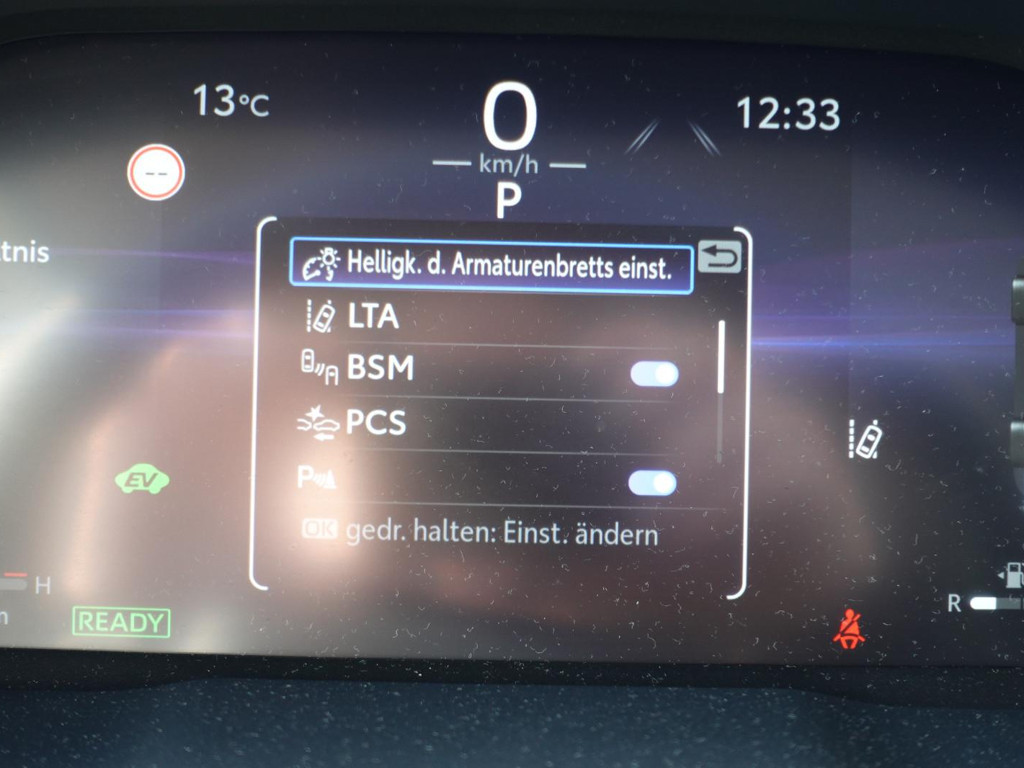 13°C
0
12:33
--
km/h
P
tnis
Helligk. d. Armaturenbretts einst.
LTA
BSM
PCS
EV
P
OK gedr. halten: Einst. ändern
H
R
READY